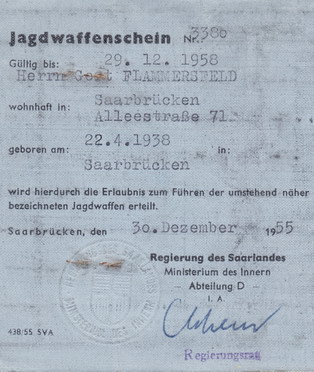 Jagdwaffenschein Nr. 3386
Gültig bis: 29. 12. 1958
Herrn Gert FLAMMERSFELD
wohnhaft in: Saarbrücken
Alleestraße 71.
geboren am: 22.4.1938 in:
Saarbrücken
wird hierdurch die Erlaubnis zum Führen der umstehend näher
bezeichneten Jagdwaffen erteilt.
Saarbrücken, den 30. Dezember 1955
Regierung des Saarlandes
Ministerium des Innern
– Abteilung D –
I. A.
438/55 SVA
Regierungsrat